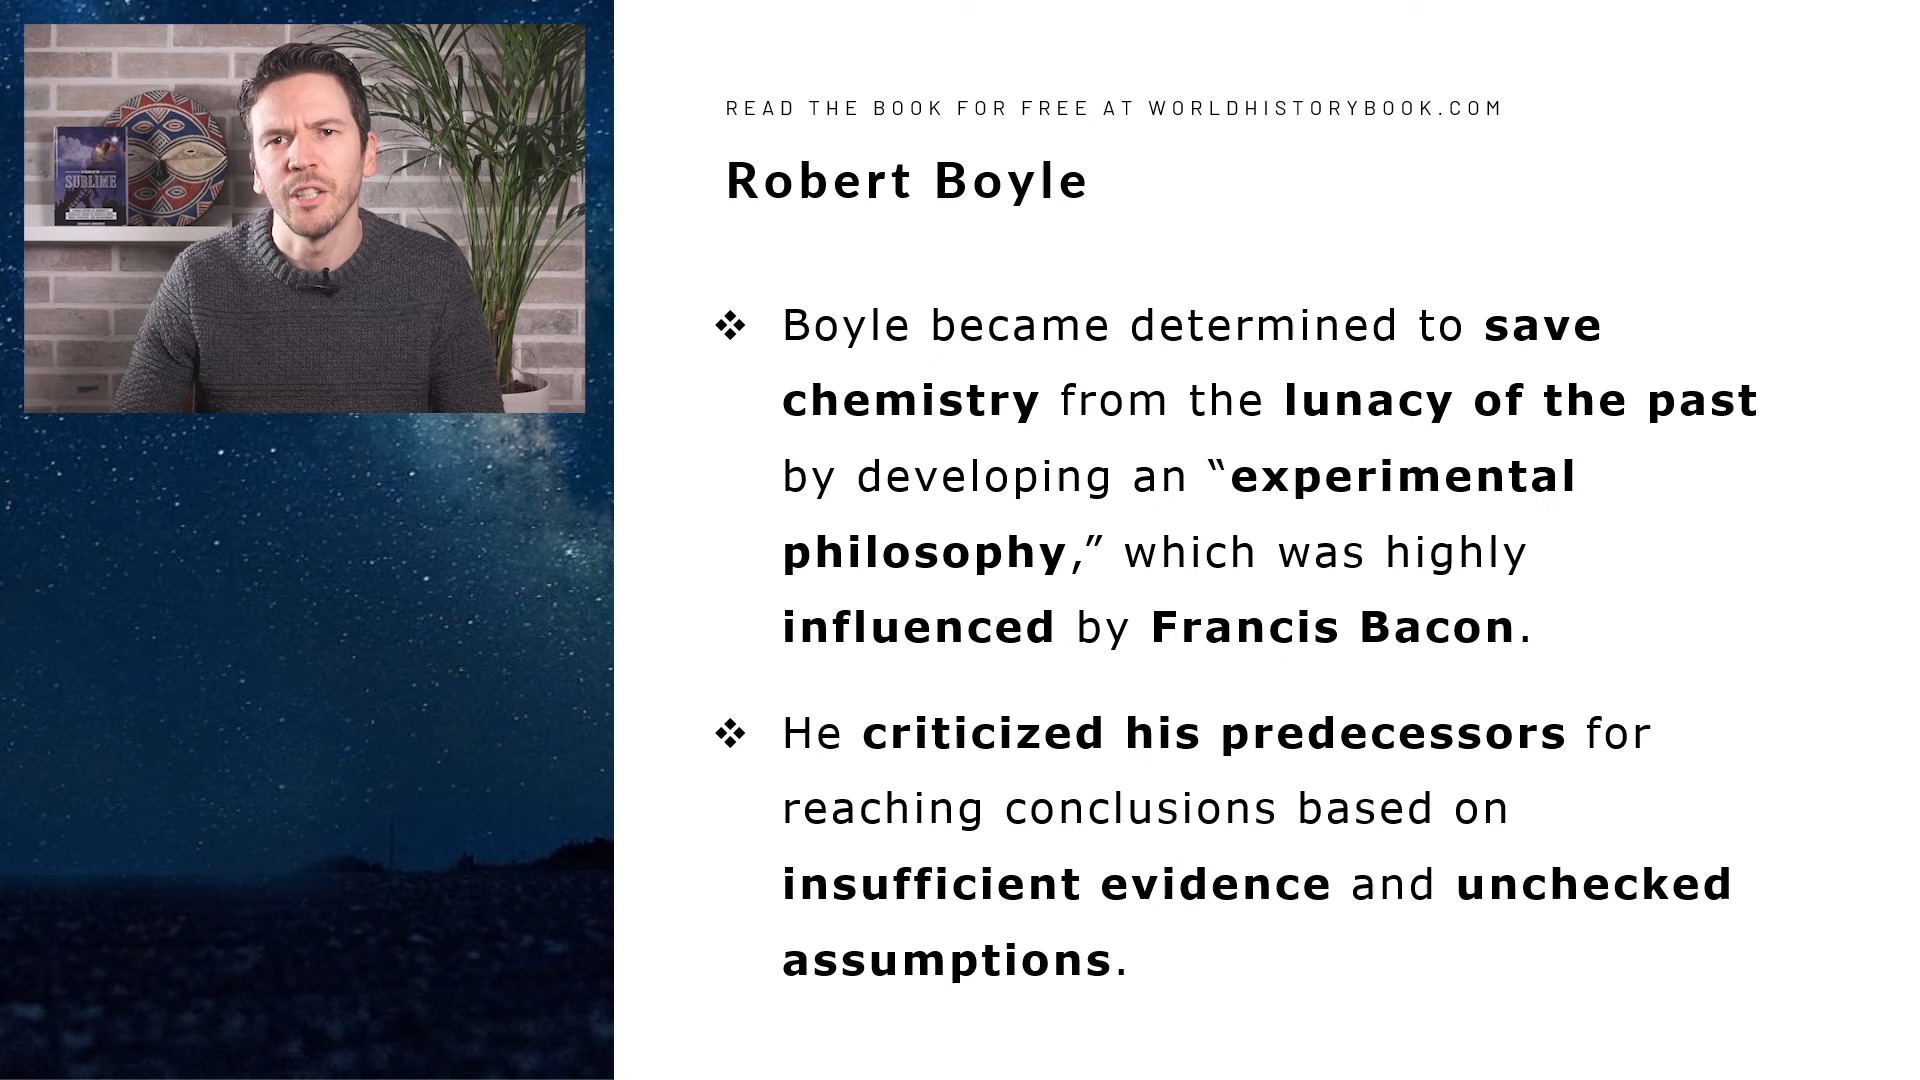 READ THE BOOK FOR FREE AT WORLDHISTORYBOOK.COM
Robert Boyle
❖ Boyle became determined to save
chemistry from the lunacy of the past
by developing an “experimental
philosophy,” which was highly
influenced by Francis Bacon.
❖ He criticized his predecessors for
reaching conclusions based on
insufficient evidence and unchecked
assumptions.
SUBLIME